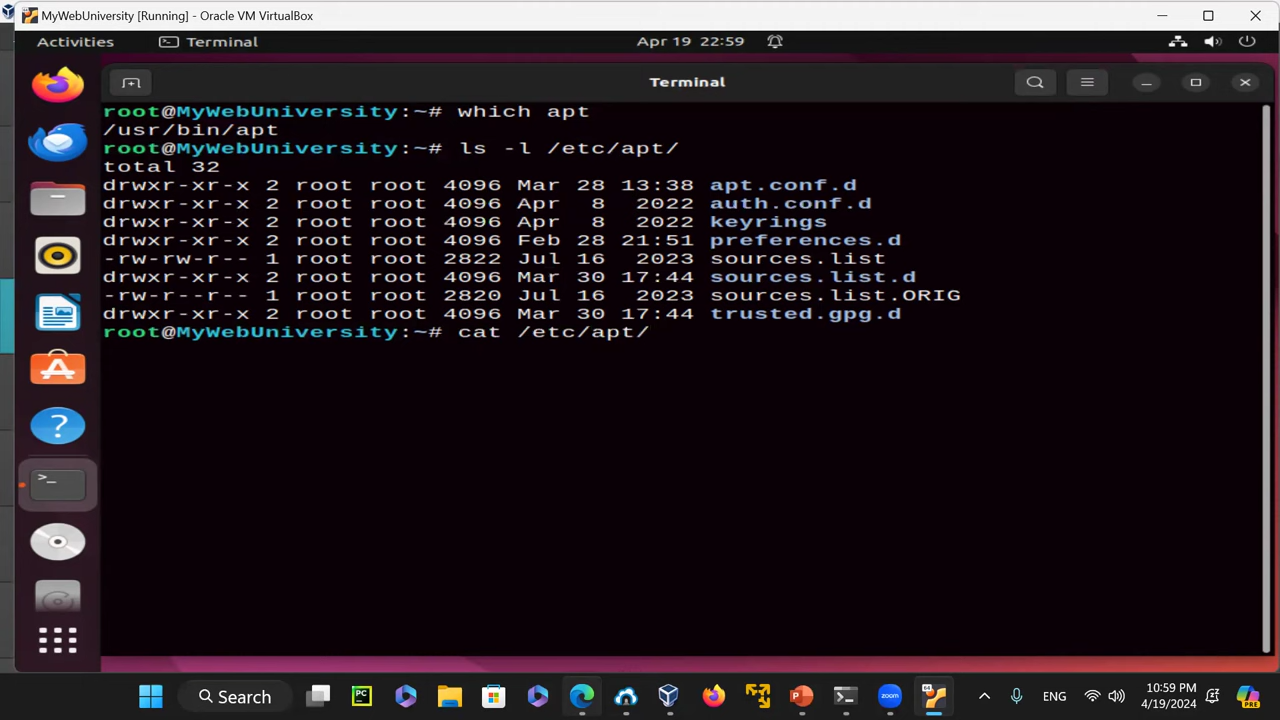 MyWebUniversity [Running] - Oracle VM VirtualBox
Activities Terminal Apr 19 22:59
Terminal
root@MyWebUniversity:~# which apt
/usr/bin/apt
root@MyWebUniversity:~# ls -l /etc/apt/
total 32
drwxr-xr-x 2 root root 4096 Mar 28 13:38 apt.conf.d
drwxr-xr-x 2 root root 4096 Apr  8  2022 auth.conf.d
drwxr-xr-x 2 root root 4096 Apr  8  2022 keyrings
drwxr-xr-x 2 root root 4096 Feb 28 21:51 preferences.d
-rw-rw-r-- 1 root root 2822 Jul 16  2023 sources.list
drwxr-xr-x 2 root root 4096 Mar 30 17:44 sources.list.d
-rw-r--r-- 1 root root 2820 Jul 16  2023 sources.list.ORIG
drwxr-xr-x 2 root root 4096 Mar 30 17:44 trusted.gpg.d
root@MyWebUniversity:~# cat /etc/apt/
Search
PC
zoom
ENG
10:59 PM
4/19/2024
PRE